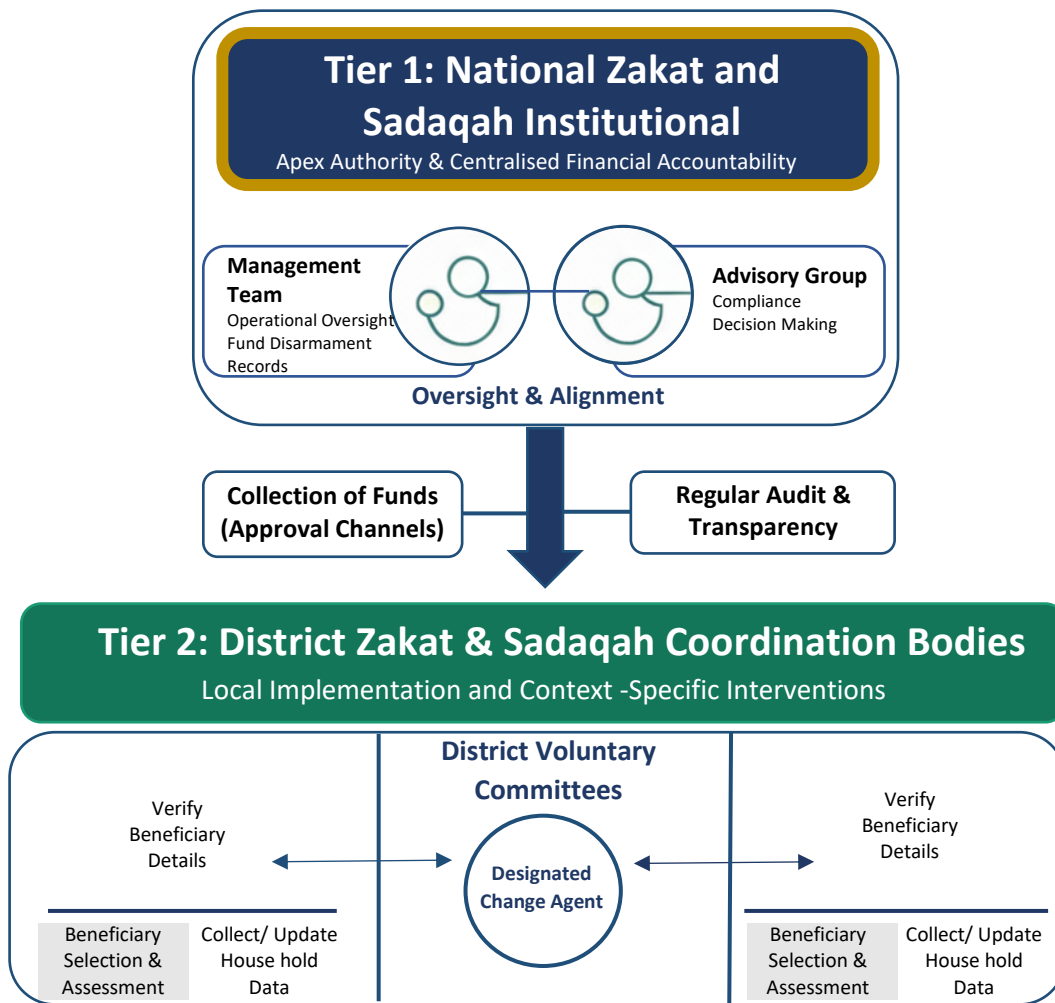 Tier 1: National Zakat and
Sadaqah Institutional
Apex Authority & Centralised Financial Accountability
Management
Team
Operational Oversight
Fund Disarmament
Records
Advisory Group
Compliance
Decision Making
Oversight & Alignment
Collection of Funds
(Approval Channels)
Regular Audit &
Transparency
Tier 2: District Zakat & Sadaqah Coordination Bodies
Local Implementation and Context -Specific Interventions
District Voluntary
Committees
Verify
Beneficiary
Details
Designated
Change Agent
Verify
Beneficiary
Details
Beneficiary
Selection &
Assessment
Collect/ Update
House hold
Data
Beneficiary
Selection &
Assessment
Collect/ Update
House hold
Data